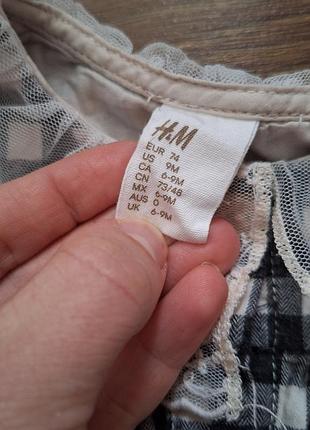 H&M
EUR 74
US 9M
CA 6-9M
CN 73/48
MX 6-9M
AUS 0
UK 6-9M